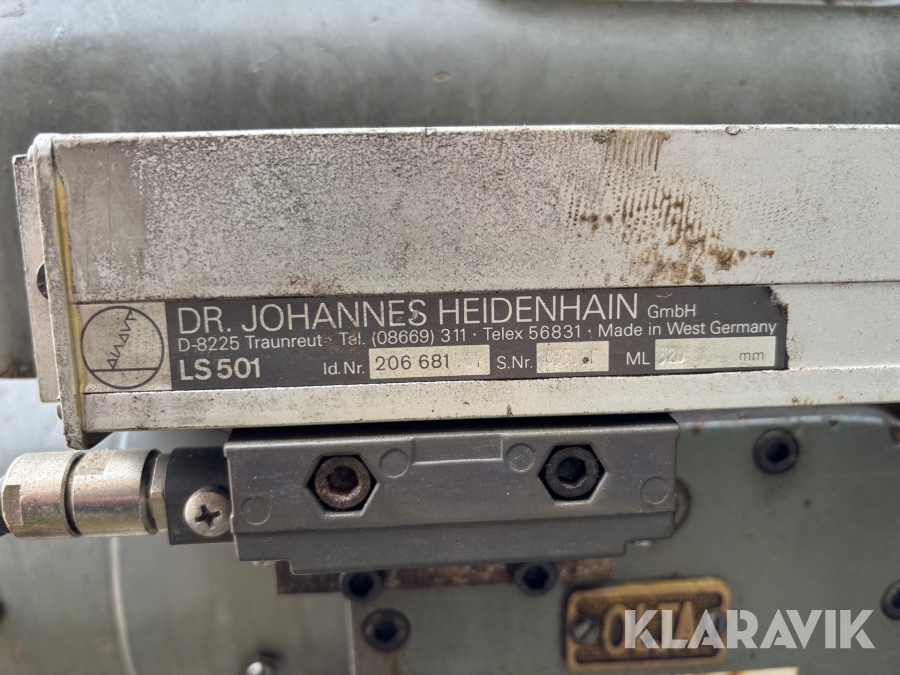 DR. JOHANNES HEIDENHAIN GmbH
D-8225 Traunreut · Tel. (08669) 311 · Telex 56831 · Made in West Germany
LS 501 Id. Nr. 206 681 S.Nr. ML mm
KLARAVIK